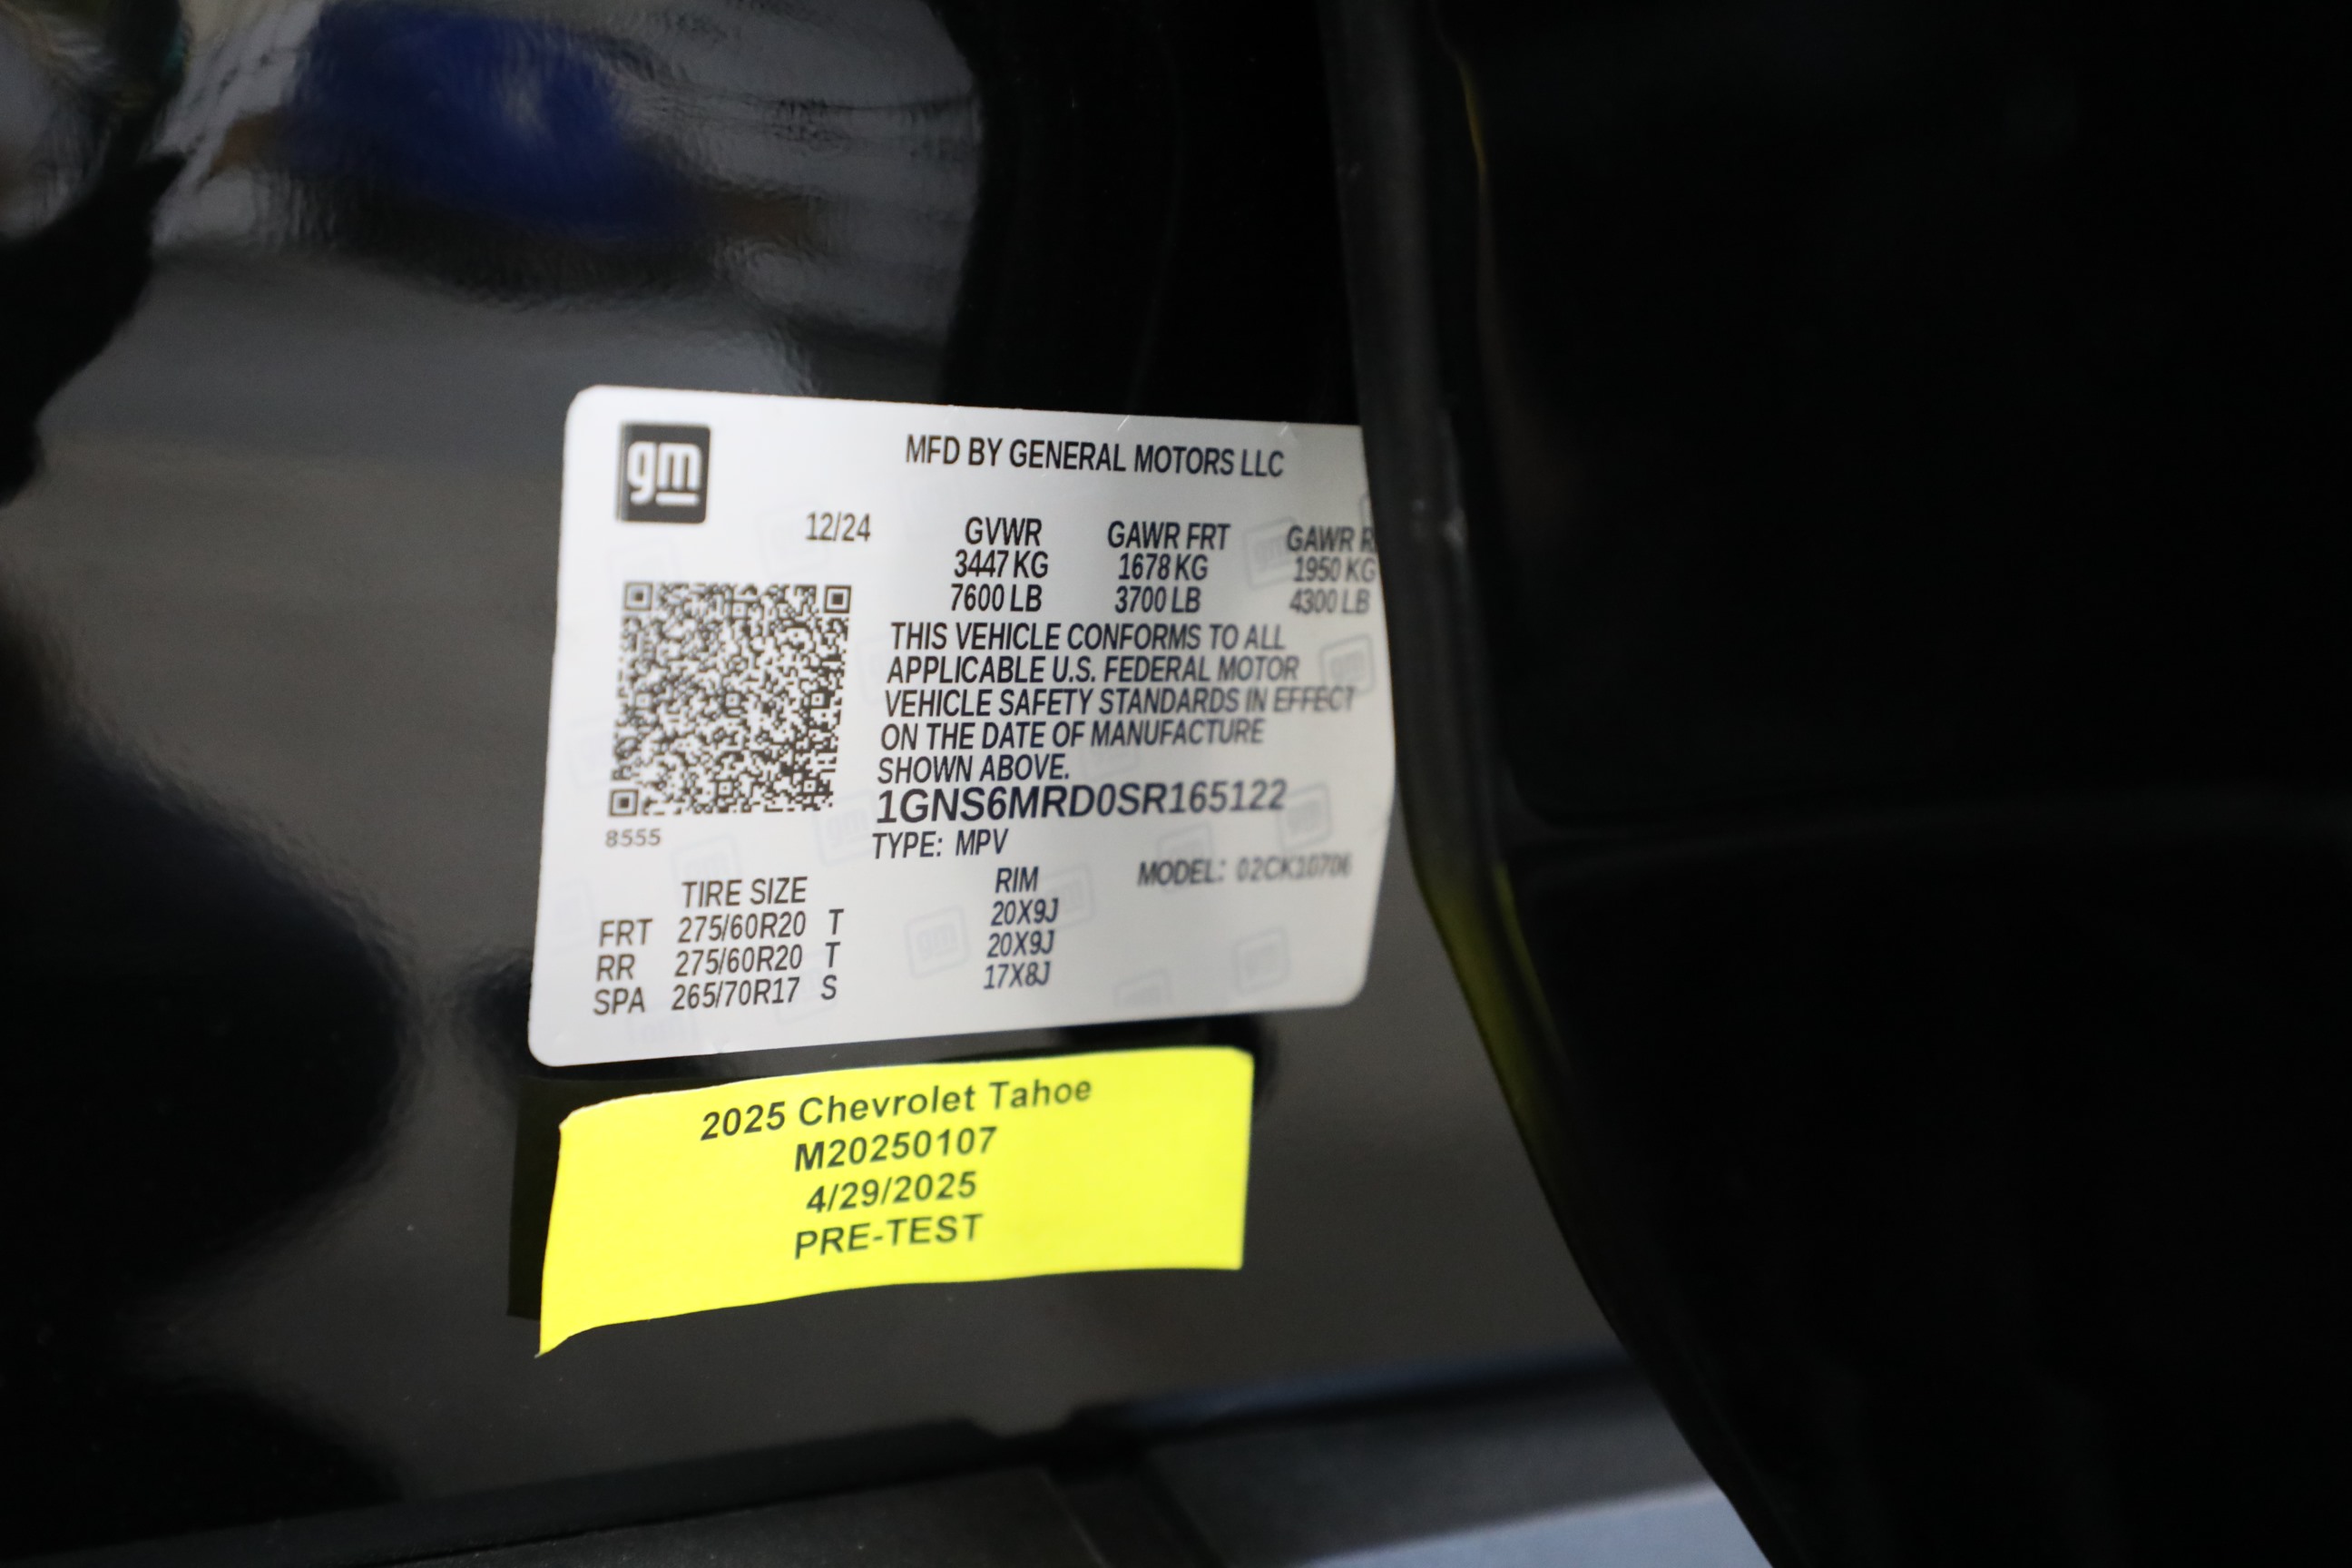 gm
MFD BY GENERAL MOTORS LLC
12/24 GVWR GAWR FRT GAWR R
3447 KG 1678 KG 1950 KG
7600 LB 3700 LB 4300 LB
THIS VEHICLE CONFORMS TO ALL
APPLICABLE U.S. FEDERAL MOTOR
VEHICLE SAFETY STANDARDS IN EFFECT
ON THE DATE OF MANUFACTURE
SHOWN ABOVE.
1GNS6MRD0SR165122
8555
TYPE: MPV
MODEL: 02CK10706
TIRE SIZE RIM
FRT 275/60R20 T 20X9J
RR 275/60R20 T 20X9J
SPA 265/70R17 S 17X8J
2025 Chevrolet Tahoe
M20250107
4/29/2025
PRE-TEST